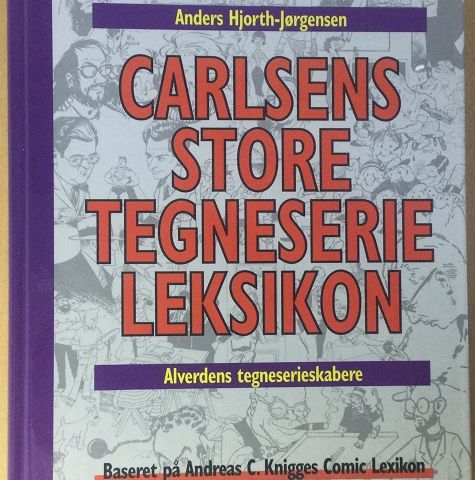 Anders Hjorth-Jørgensen
CARLSENS
STORE
TEGNESERIE
LEKSIKON
Alverdens tegneserieskabere
Baseret på Andreas C. Knigges Comic Lexikon